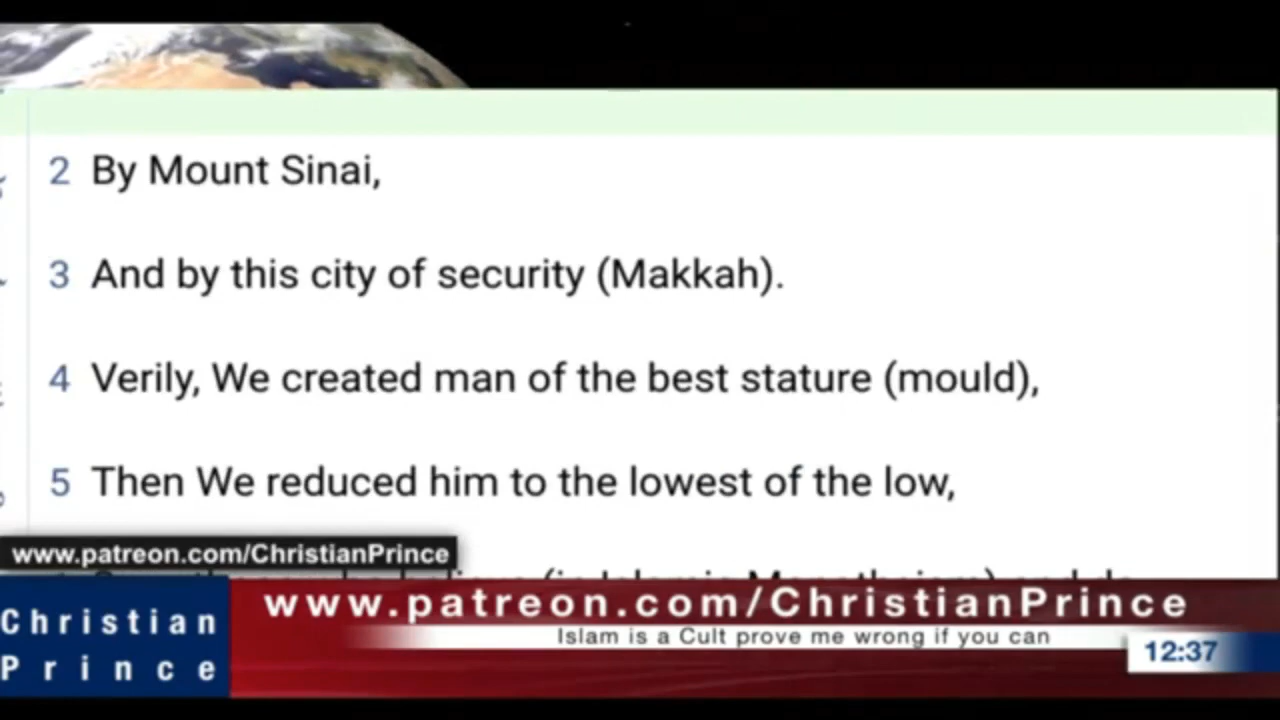 2 By Mount Sinai,
3 And by this city of security (Makkah).
4 Verily, We created man of the best stature (mould),
5 Then We reduced him to the lowest of the low,
www.patreon.com/ChristianPrince
www.patreon.com/ChristianPrince
Islam is a Cult prove me wrong if you can
Christian
Prince
12:37